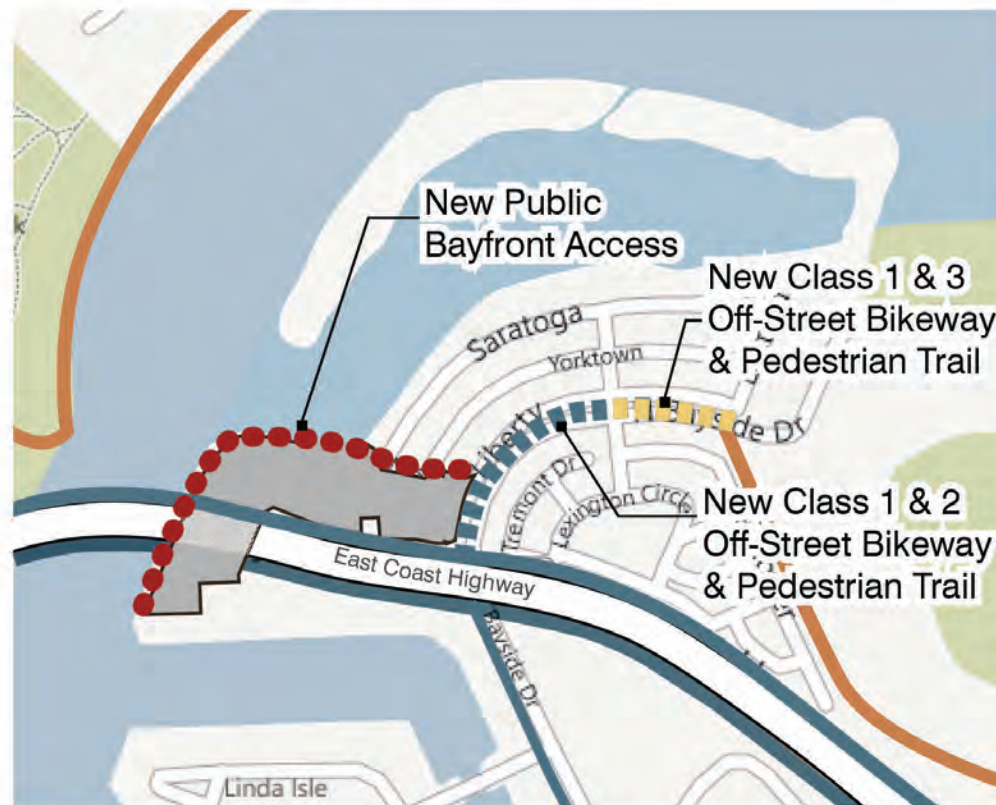 New Public
Bayfront Access
New Class 1 & 3
Off-Street Bikeway
& Pedestrian Trail
Saratoga
Yorktown
Bayside Dr
Tremont Dr
Lexington Circle
New Class 1 & 2
Off-Street Bikeway
& Pedestrian Trail
East Coast Highway
Bayside Dr
Linda Isle